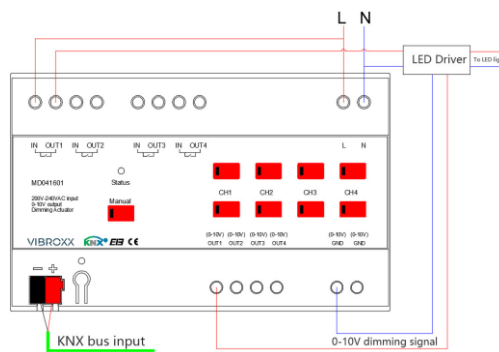 L N
LED Driver
To LED lig
IN OUT1 IN OUT2 IN OUT3 IN OUT4 L N
MD041601
Status
200V-240VAC input
0-10V output
Dimming Actuator
Manual
CH1 CH2 CH3 CH4
(0-10V) (0-10V) (0-10V) (0-10V) (0-10V) (0-10V)
OUT1 OUT2 OUT3 OUT4 GND GND
VIBROXX KNX CE
− +
KNX bus input
0-10V dimming signal